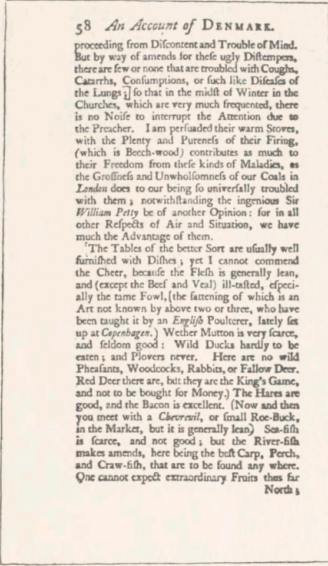 58 An Account of DENMARK.
proceeding from Discontent and Trouble of Mind.
But by way of amends for these ugly Distempers,
there are few or none that are troubled with Coughs,
Catarrhs, Consumptions, or such like Diseases of
the Lungs;] so that in the midst of Winter in the
Churches, which are very much frequented, there
is no Noise to interrupt the Attention due to
the Preacher. I am persuaded their warm Stoves,
with the Plenty and Pureness of their Firing,
(which is Beech-wood) contributes as much to
their Freedom from these kinds of Maladies, as
the Grossness and Unwholsomness of our Coals in
London does to our being so universally troubled
with them; notwithstanding the ingenious Sir
William Petty be of another Opinion: for in all
other Respects of Air and Situation, we have
much the Advantage of them.
[The Tables of the better Sort are usually well
furnished with Dishes; yet I cannot commend
the Cheer, because the Flesh is generally lean,
and (except the Beef and Veal) ill-tasted, especi-
ally the tame Fowl, (the fattening of which is an
Art not known by above two or three, who have
been taught it by an English Poulterer, lately set
up at Copenhagen.) Wether Mutton is very scarce,
and seldom good: Wild Ducks hardly to be
eaten; and Plovers never. Here are no wild
Pheasants, Woodcocks, Rabbits, or Fallow Deer.
Red Deer there are, but they are the King's Game,
and not to be bought for Money.) The Hares are
good, and the Bacon is excellent. (Now and then
you meet with a Chevreuil, or small Roe-Buck,
in the Market, but it is generally lean) Sea-fish
is scarce, and not good; but the River-fish
makes amends, here being the best Carp, Perch,
and Craw-fish, that are to be found any where.
One cannot expect extraordinary Fruits thus far
North;